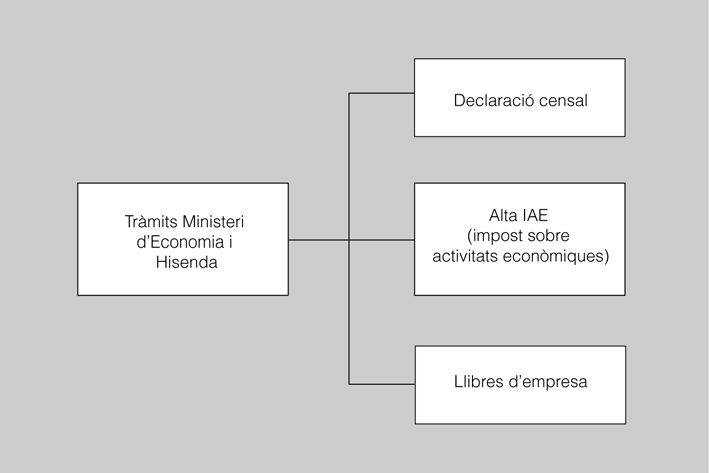 Declaració censal
Tràmits Ministeri
d’Economia i
Hisenda
Alta IAE
(impost sobre
activitats econòmiques)
Llibres d’empresa